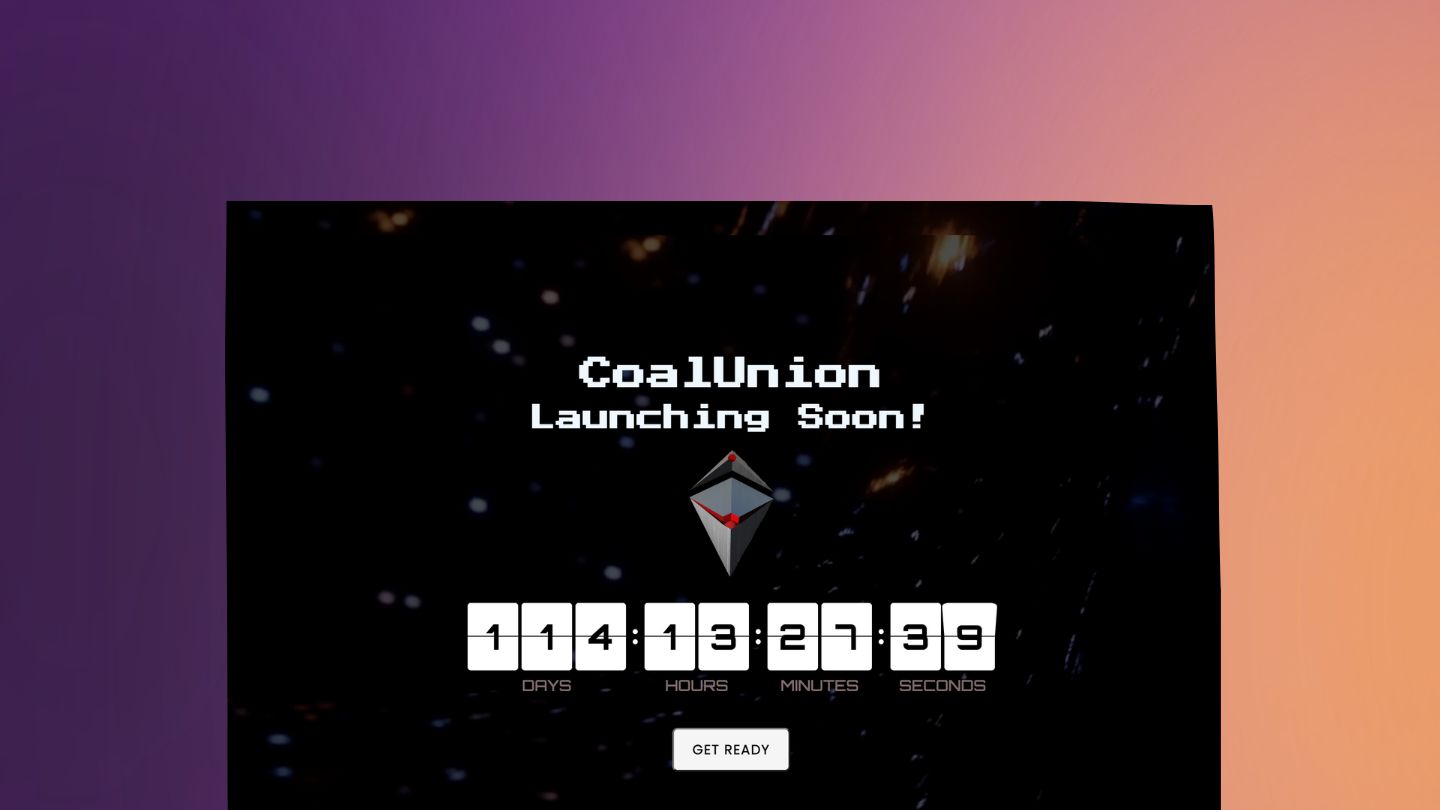 CoalUnion
Launching Soon!
114:13:27:39
DAYS HOURS MINUTES SECONDS
GET READY